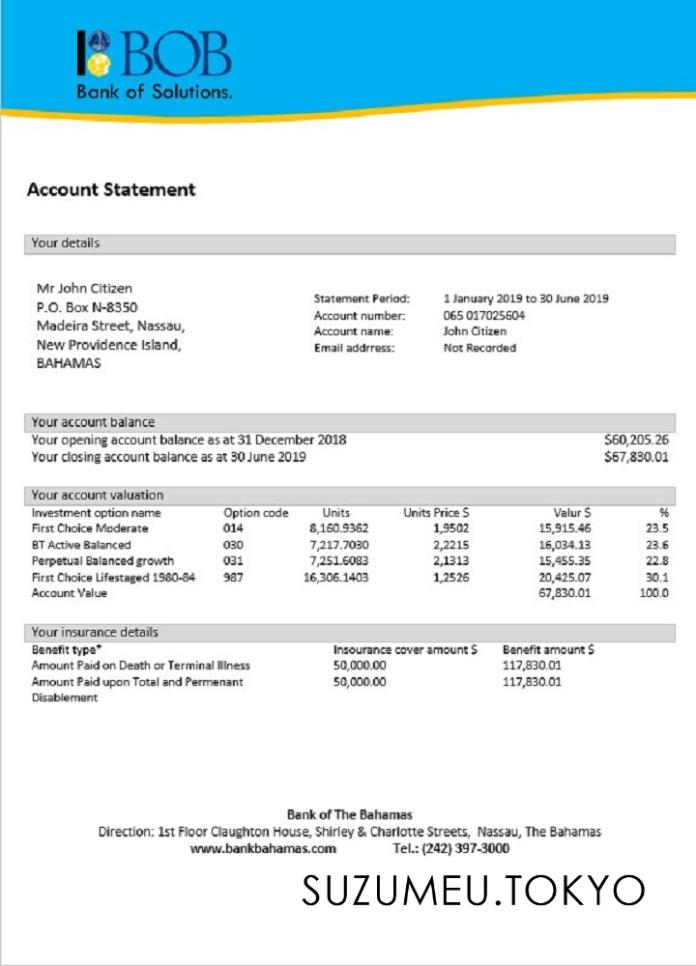 BOB
Bank of Solutions.
Account Statement
Your details
Mr John Citizen
P.O. Box N-8350
Madeira Street, Nassau,
New Providence Island,
BAHAMAS
Statement Period: 1 January 2019 to 30 June 2019
Account number: 065 017025604
Account name: John Citizen
Email addrress: Not Recorded
Your account balance
Your opening account balance as at 31 December 2018 $60,205.26
Your closing account balance as at 30 June 2019 $67,830.01
Your account valuation
Investment option name Option code Units Units Price $ Valur $ %
First Choice Moderate 014 8,160.9362 1,9502 15,915.46 23.5
BT Active Balanced 030 7,217.7030 2,2215 16,034.13 23.6
Perpetual Balanced growth 031 7,251.6083 2,1313 15,455.35 22.8
First Choice Lifestaged 1980-84 987 16,306.1403 1,2526 20,425.07 30.1
Account Value 67,830.01 100.0
Your insurance details
Benefit type* Insourance cover amount $ Benefit amount $
Amount Paid on Death or Terminal Illness 50,000.00 117,830.01
Amount Paid upon Total and Permenant 50,000.00 117,830.01
Disablement
Bank of The Bahamas
Direction: 1st Floor Claughton House, Shirley & Charlotte Streets, Nassau, The Bahamas
www.bankbahamas.com Tel.: (242) 397-3000
SUZUMEU.TOKYO